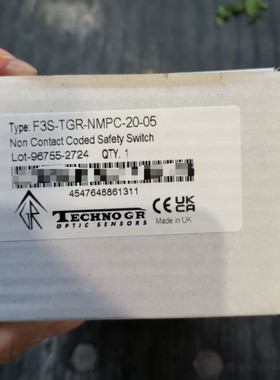 Type: F3S-TGR-NMPC-20-05
Non Contact Coded Safety Switch
Lot-96755-2724 QTY. 1
4547648861311
GR
TECHNOGR
OPTIC SENSORS
CE UK CA
Made in UK